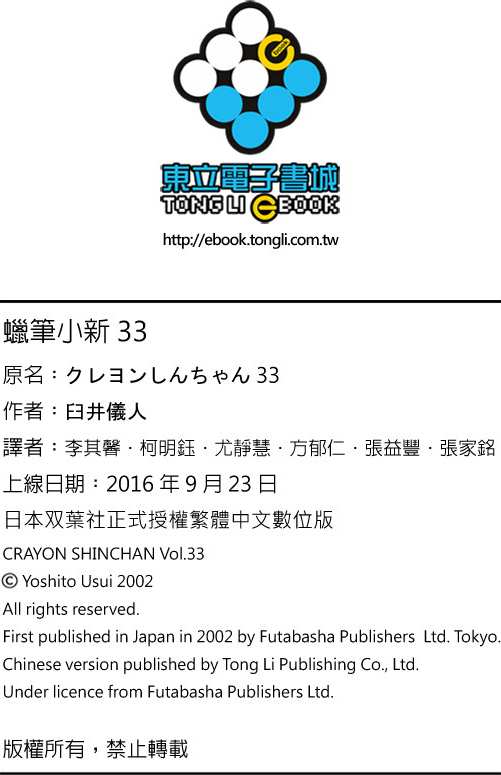 東立電子書城
TONG LI eBOOK
http://ebook.tongli.com.tw
蠟筆小新 33
原名：クレヨンしんちゃん 33
作者：臼井儀人
譯者：李其馨．柯明鈺．尤靜慧．方郁仁．張益豐．張家銘
上線日期：2016 年 9 月 23 日
日本双葉社正式授權繁體中文數位版
CRAYON SHINCHAN Vol.33
© Yoshito Usui 2002
All rights reserved.
First published in Japan in 2002 by Futabasha Publishers Ltd. Tokyo.
Chinese version published by Tong Li Publishing Co., Ltd.
Under licence from Futabasha Publishers Ltd.
版權所有，禁止轉載